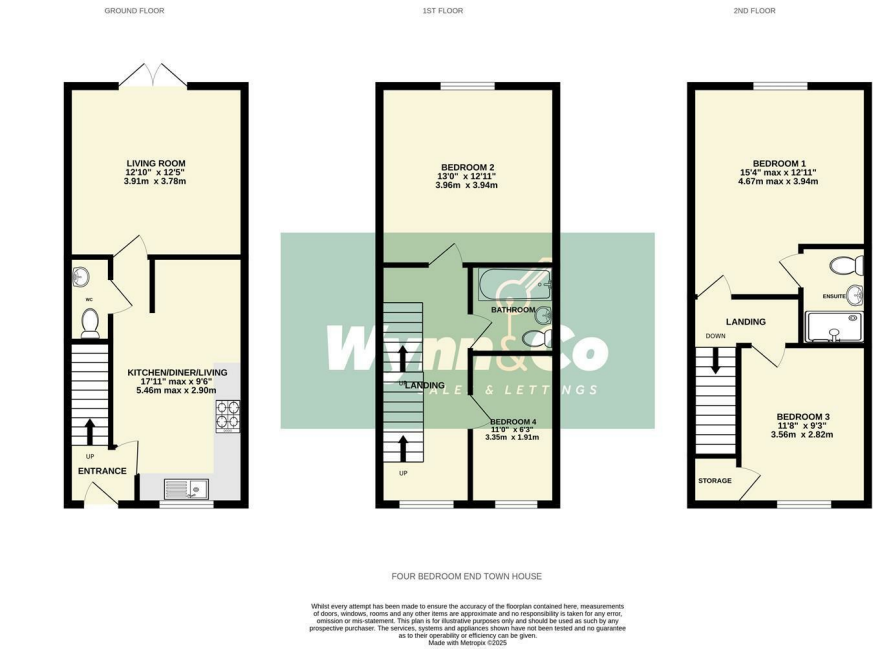 GROUND FLOOR
1ST FLOOR
2ND FLOOR
LIVING ROOM
12'10" x 12'5"
3.91m x 3.78m
WC
KITCHEN/DINER/LIVING
17'11" max x 9'6"
5.46m max x 2.90m
UP
ENTRANCE
BEDROOM 2
13'0" x 12'11"
3.96m x 3.94m
BATHROOM
Wynn&Co
SALES & LETTINGS
UP
LANDING
BEDROOM 4
11'0" x 6'3"
3.35m x 1.91m
UP
BEDROOM 1
15'4" max x 12'11"
4.67m max x 3.94m
ENSUITE
LANDING
DOWN
BEDROOM 3
11'8" x 9'3"
3.56m x 2.82m
STORAGE
FOUR BEDROOM END TOWN HOUSE
Whilst every attempt has been made to ensure the accuracy of the floorplan contained here, measurements
of doors, windows, rooms and any other items are approximate and no responsibility is taken for any error,
omission or mis-statement. This plan is for illustrative purposes only and should be used as such by any
prospective purchaser. The services, systems and appliances shown have not been tested and no guarantee
as to their operability or efficiency can be given.
Made with Metropix ©2025